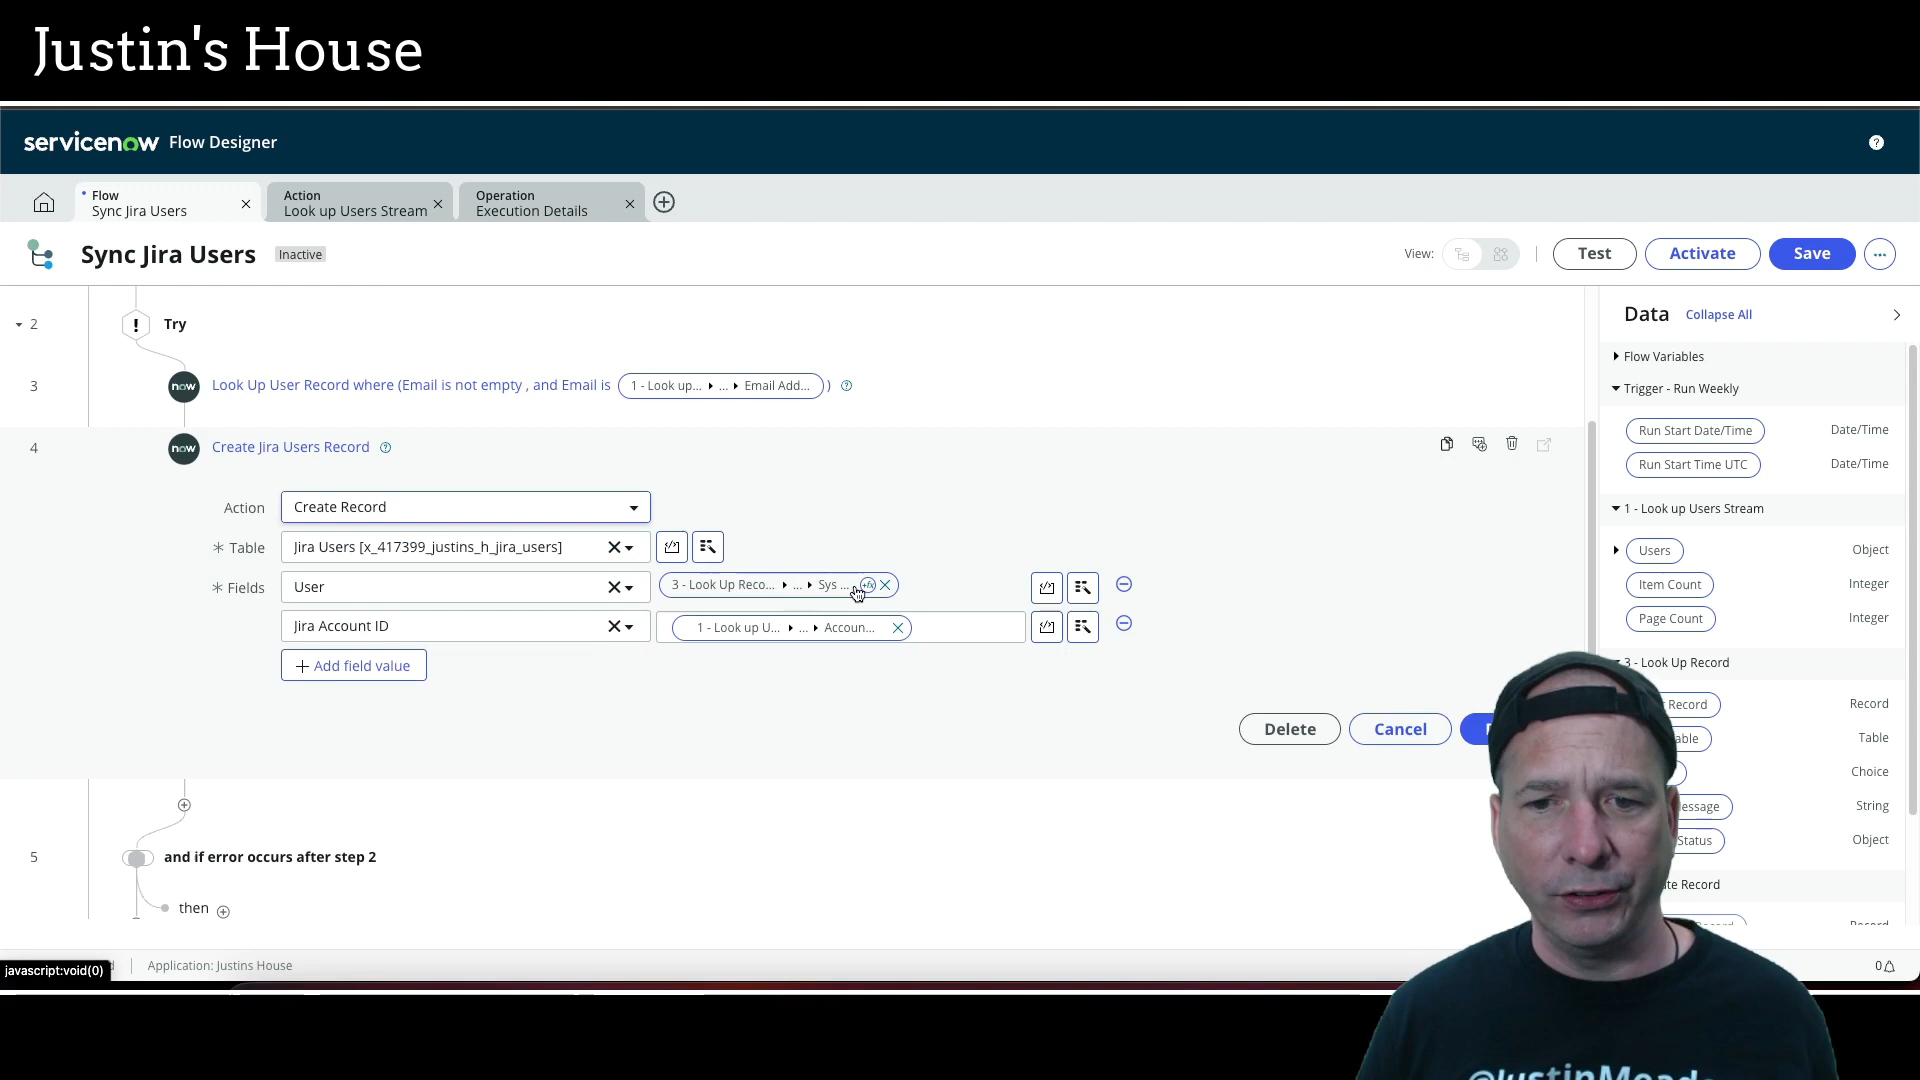 Justin's House
servicenow Flow Designer
Flow
Sync Jira Users
Action
Look up Users Stream
Operation
Execution Details
Sync Jira Users Inactive
View:
Test
Activate
Save
Data Collapse All
2 Try
3 now Look Up User Record where (Email is not empty , and Email is 1 - Look up... ... Email Add... )
4 now Create Jira Users Record
Action Create Record
* Table Jira Users [x_417399_justins_h_jira_users]
* Fields User 3 - Look Up Reco... ... Sys ... +fx
Jira Account ID 1 - Look up U... ... Accoun...
+ Add field value
Delete
Cancel
5 and if error occurs after step 2
then
Flow Variables
Trigger - Run Weekly
Run Start Date/Time Date/Time
Run Start Time UTC Date/Time
1 - Look up Users Stream
Users Object
Item Count Integer
Page Count Integer
3 - Look Up Record
Record Record
Table
Choice
String
Status Object
Record
javascript:void(0)
Application: Justins House
0